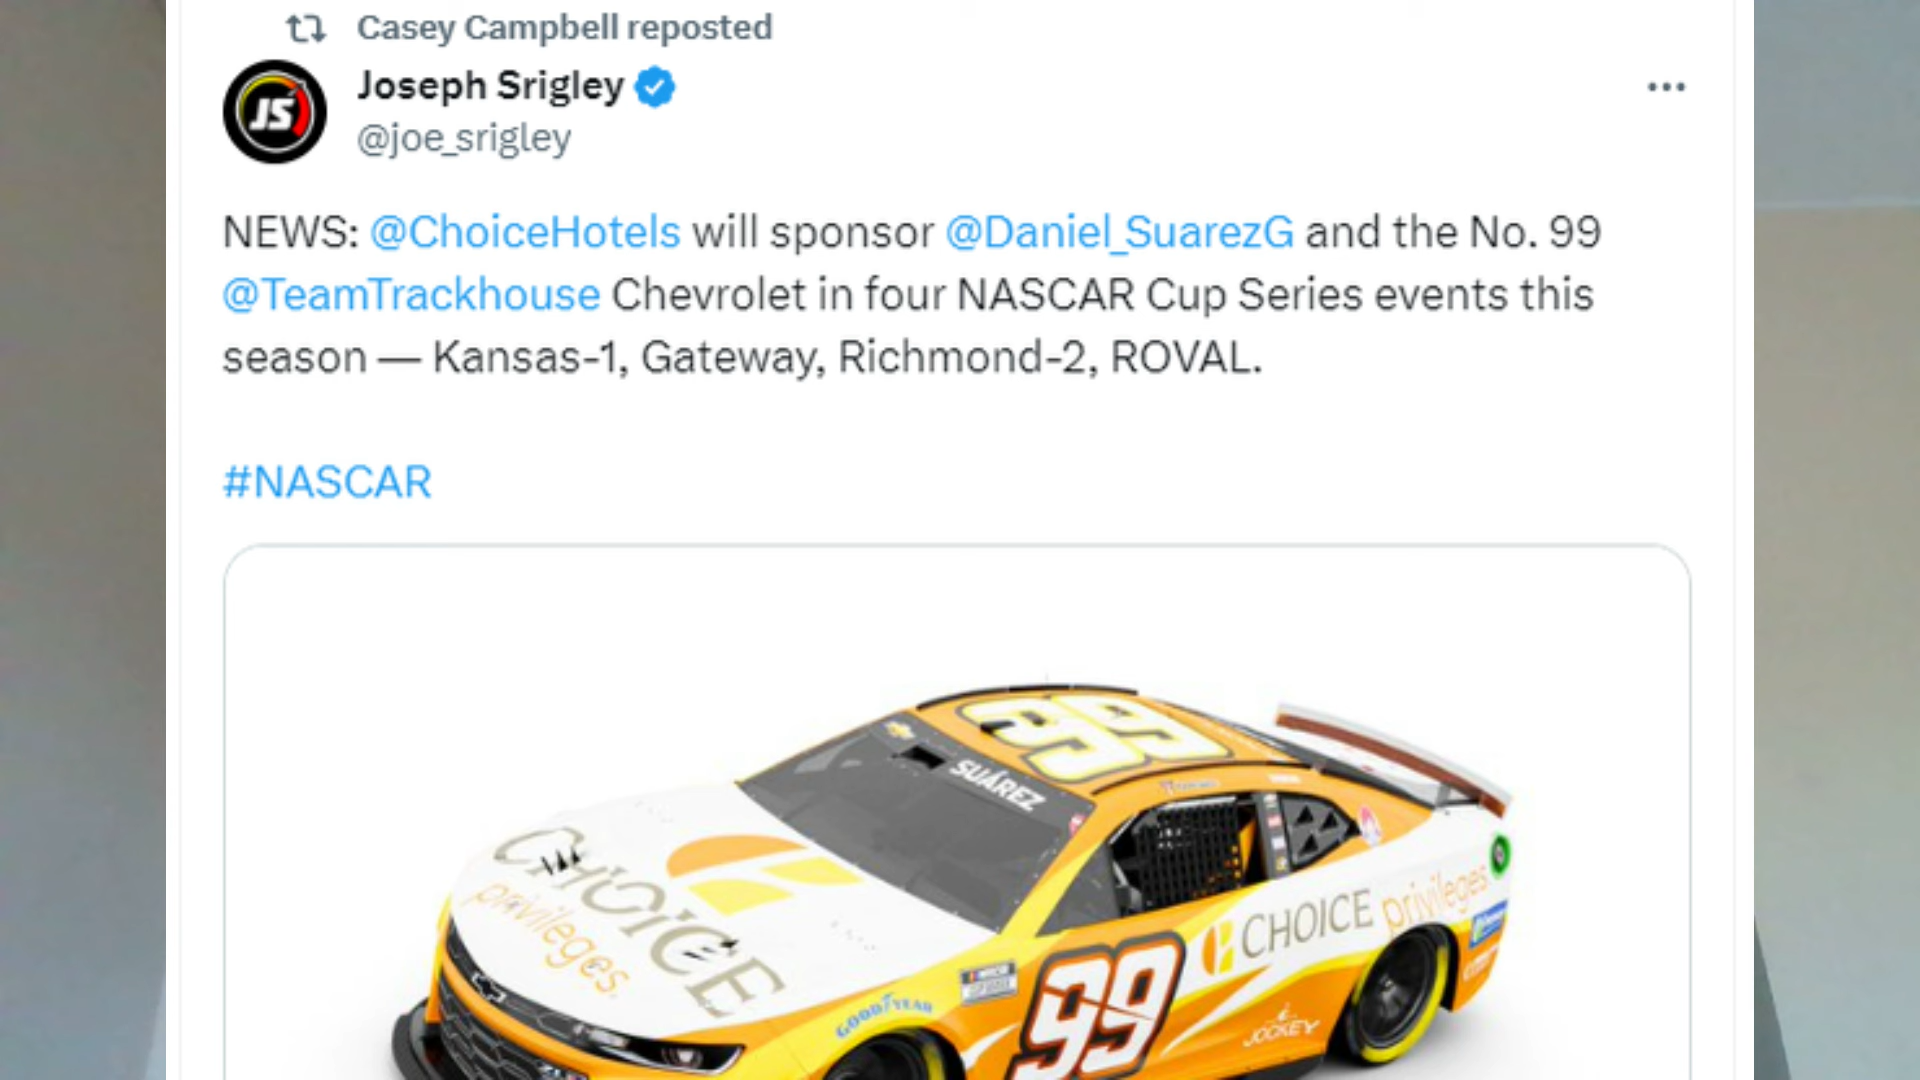 Casey Campbell reposted
JS
Joseph Srigley
@joe_srigley
NEWS: @ChoiceHotels will sponsor @Daniel_SuarezG and the No. 99
@TeamTrackhouse Chevrolet in four NASCAR Cup Series events this
season — Kansas-1, Gateway, Richmond-2, ROVAL.
#NASCAR
99
SUÁREZ
CHOICE
privileges.
CHOICE privileges
GOODYEAR
NASCAR
99
JOCKEY